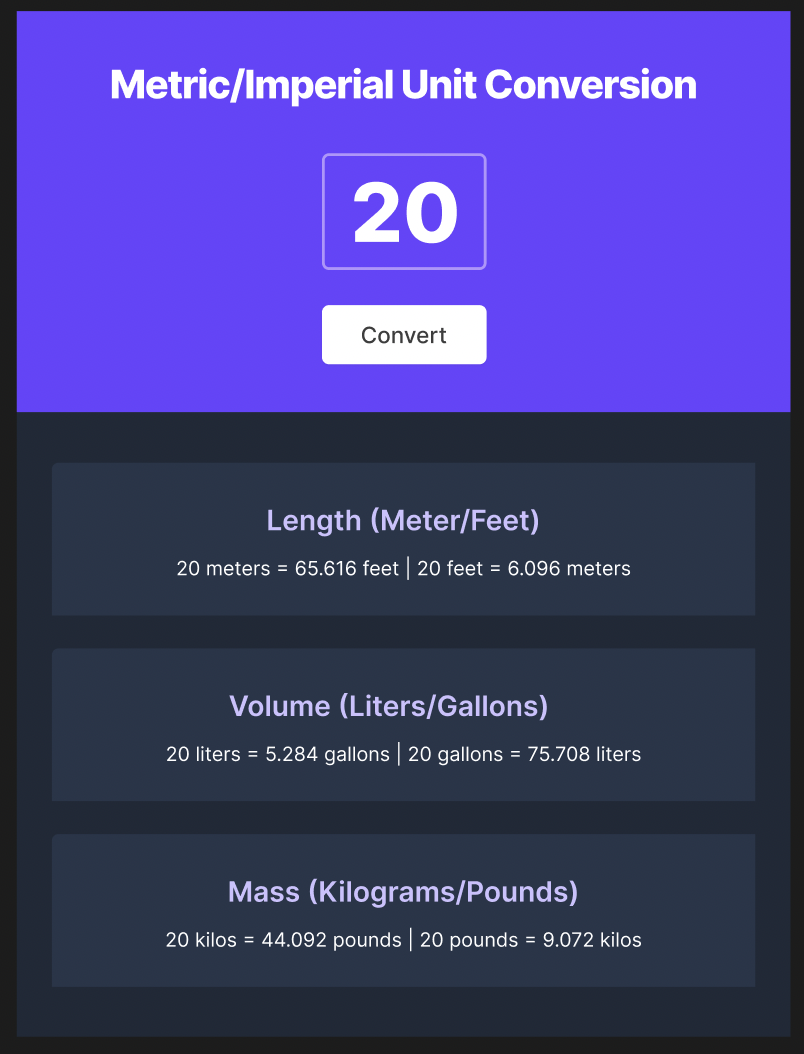 Metric/Imperial Unit Conversion
20
Convert
Length (Meter/Feet)
20 meters = 65.616 feet | 20 feet = 6.096 meters
Volume (Liters/Gallons)
20 liters = 5.284 gallons | 20 gallons = 75.708 liters
Mass (Kilograms/Pounds)
20 kilos = 44.092 pounds | 20 pounds = 9.072 kilos